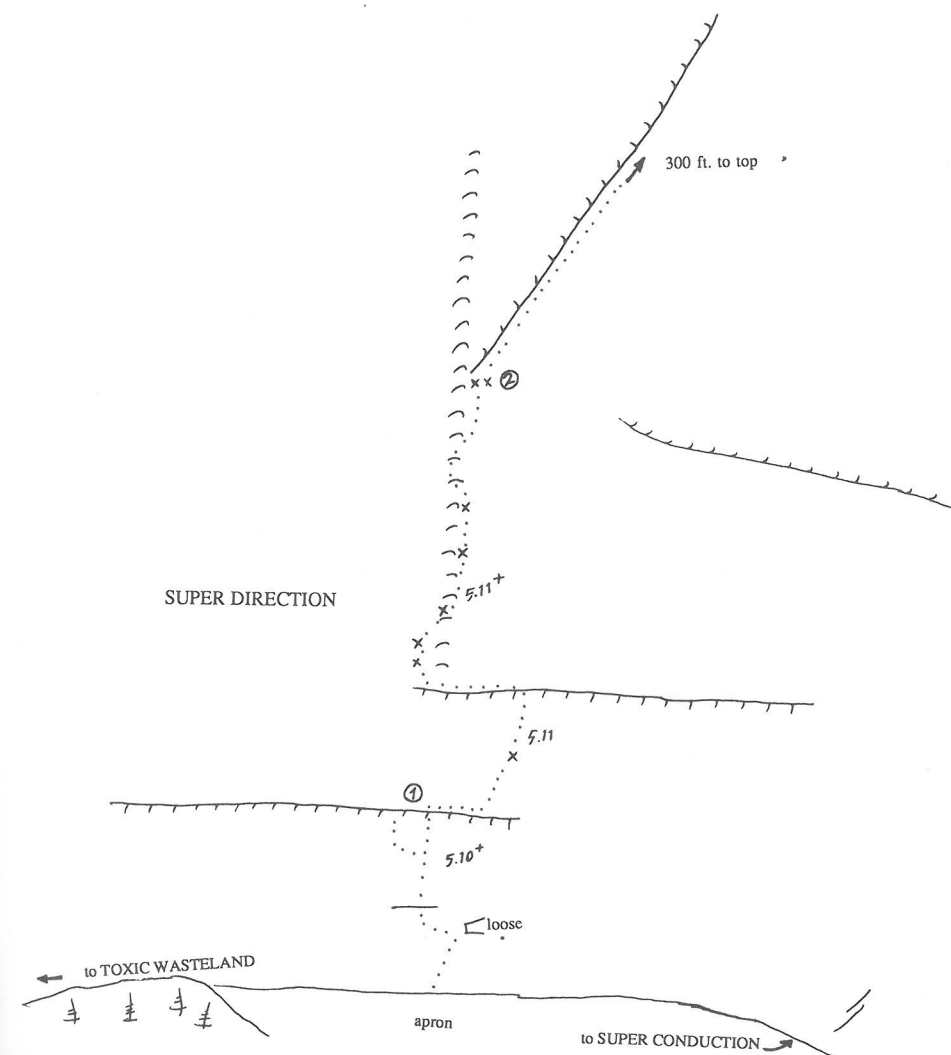 300 ft. to top
②
5.11+
SUPER DIRECTION
5.11
①
5.10+
loose
to TOXIC WASTELAND
apron
to SUPER CONDUCTION